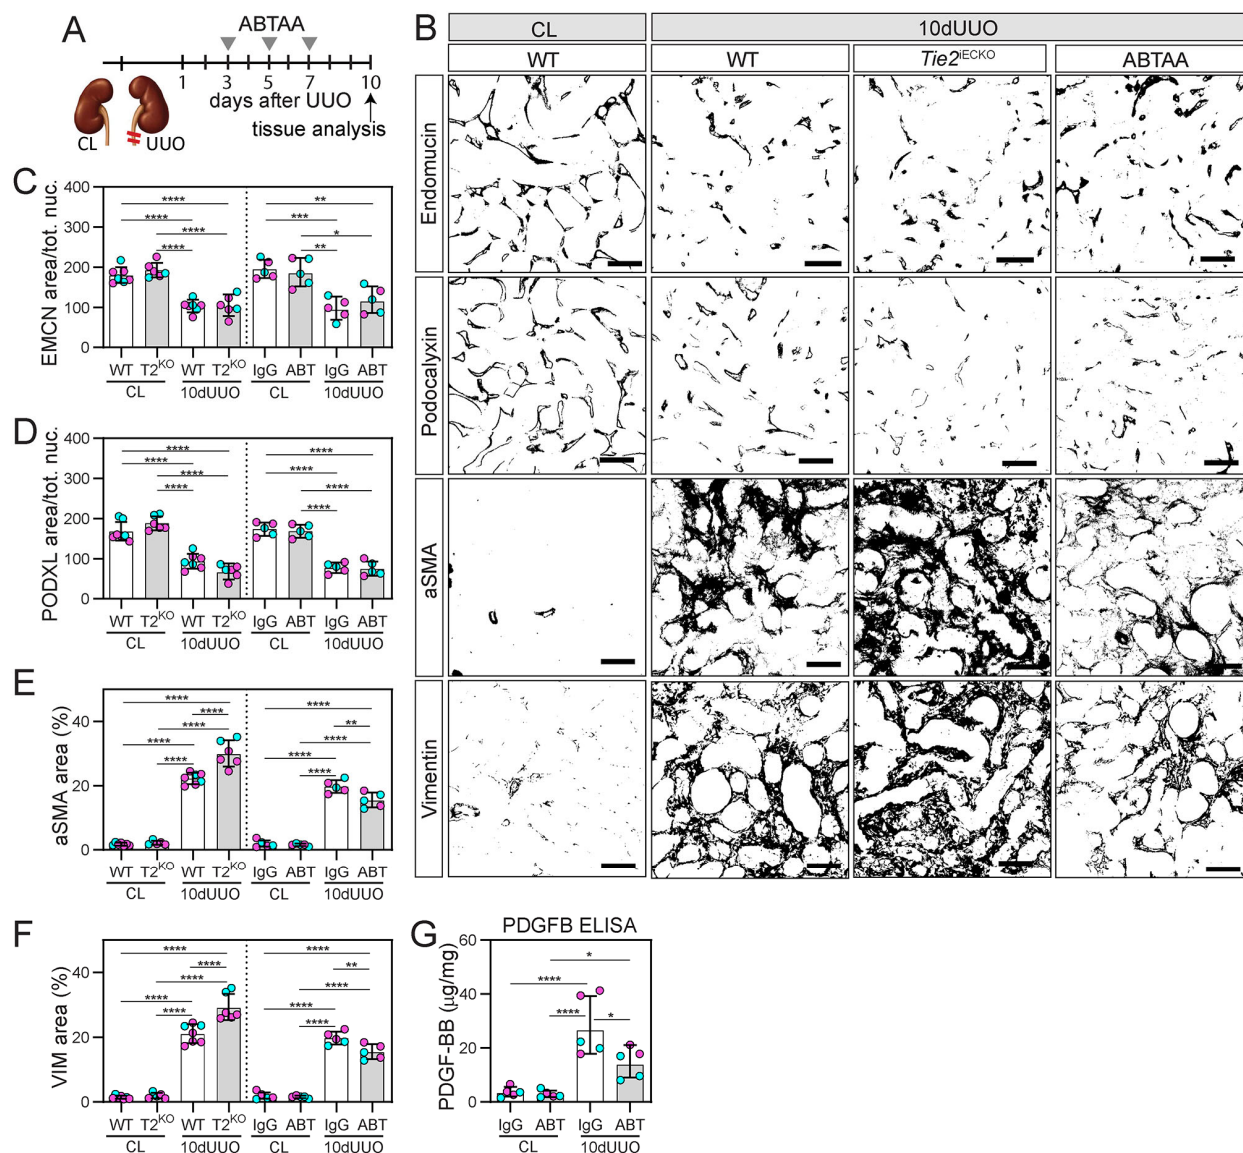 A
ABTAA
1 3 5 7 10
days after UUO
tissue analysis
CL UUO
B
CL 10dUUO
WT WT Tie2iECKO ABTAA
Endomucin
Podocalyxin
aSMA
Vimentin
C
EMCN area/tot. nuc.
400
300
200
100
0
**** **
**** ***
**** *
**** **
WT T2KO WT T2KO IgG ABT IgG ABT
CL 10dUUO CL 10dUUO
D
PODXL area/tot. nuc.
400
300
200
100
0
**** ****
**** ****
**** ****
**** ****
WT T2KO WT T2KO IgG ABT IgG ABT
CL 10dUUO CL 10dUUO
E
aSMA area (%)
40
20
0
**** ****
**** **
**** ****
**** ****
**** ****
WT T2KO WT T2KO IgG ABT IgG ABT
CL 10dUUO CL 10dUUO
F
VIM area (%)
40
20
0
**** ****
**** **
**** ****
**** ****
**** ****
WT T2KO WT T2KO IgG ABT IgG ABT
CL 10dUUO CL 10dUUO
G
PDGFB ELISA
PDGF-BB (µg/mg)
60
40
20
0
*
****
**** *
IgG ABT IgG ABT
CL 10dUUO